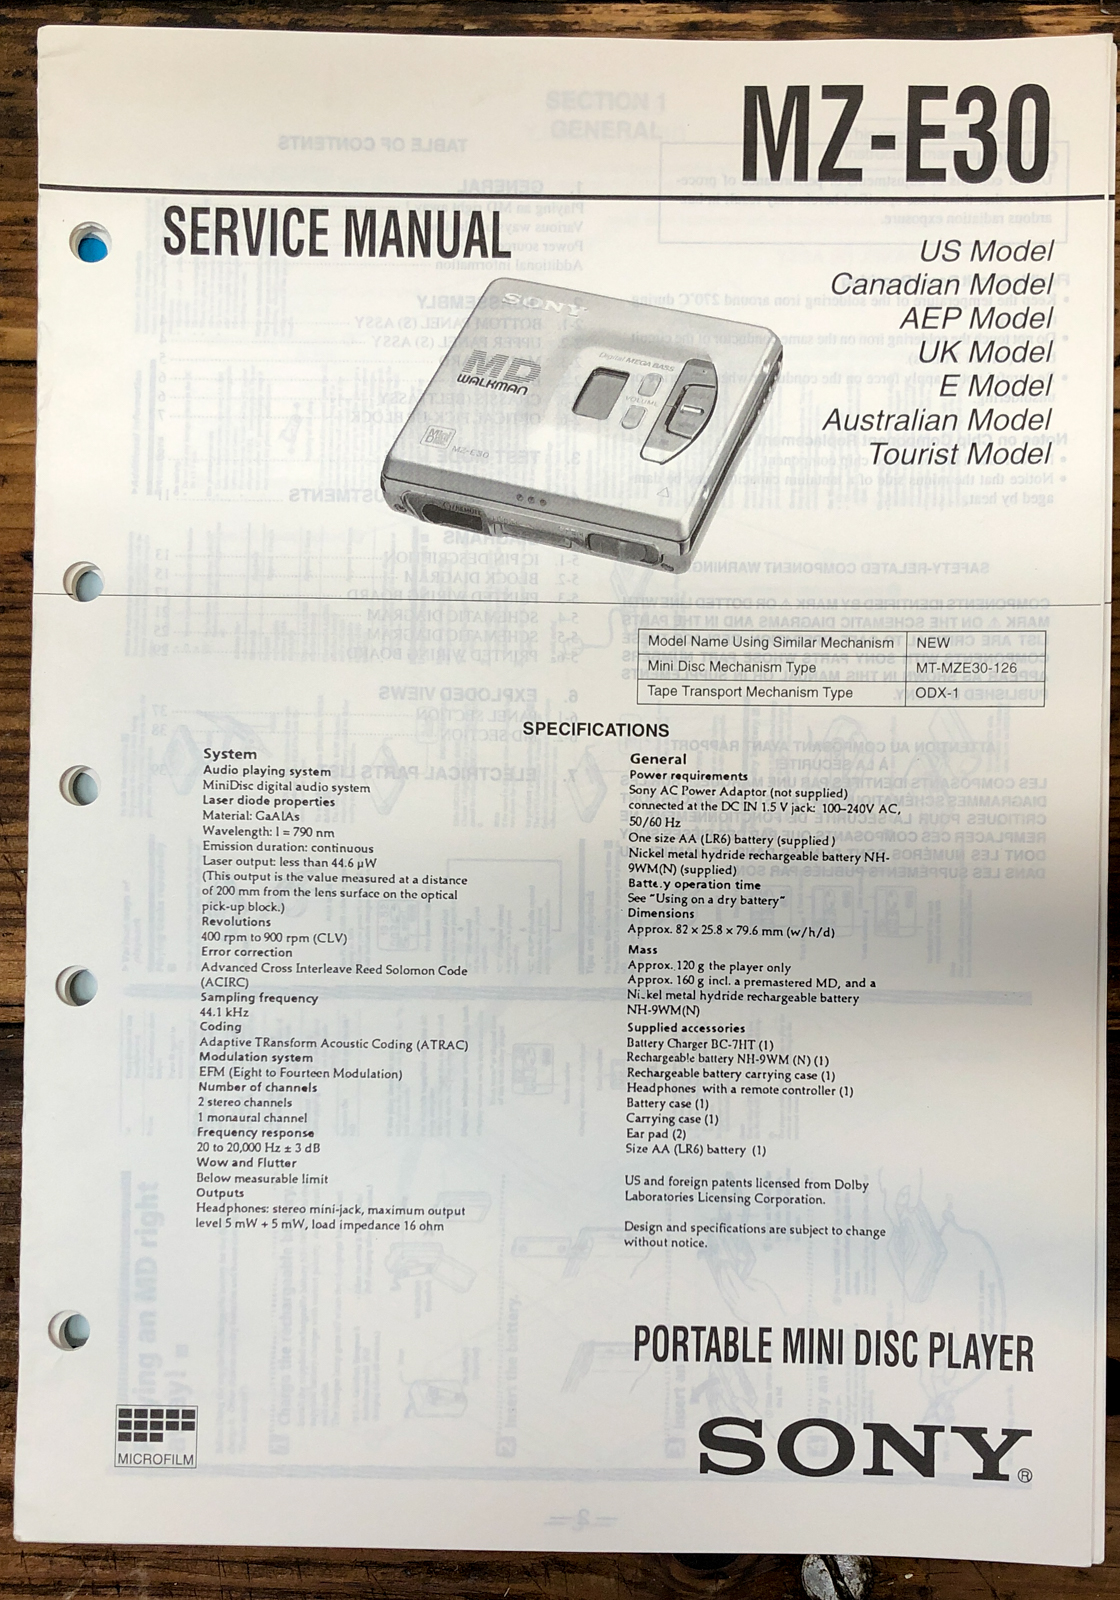 MZ-E30
SERVICE MANUAL
US Model
Canadian Model
AEP Model
UK Model
E Model
Australian Model
Tourist Model
SONY
MD
WALKMAN
Digital MEGA BASS
VOLUME
MZ-E30
Model Name Using Similar Mechanism NEW
Mini Disc Mechanism Type MT-MZE30-126
Tape Transport Mechanism Type ODX-1
SPECIFICATIONS
System
Audio playing system
MiniDisc digital audio system
Laser diode properties
Material: GaAlAs
Wavelength: l = 790 nm
Emission duration: continuous
Laser output: less than 44.6 µW
(This output is the value measured at a distance
of 200 mm from the lens surface on the optical
pick-up block.)
Revolutions
400 rpm to 900 rpm (CLV)
Error correction
Advanced Cross Interleave Reed Solomon Code
(ACIRC)
Sampling frequency
44.1 kHz
Coding
Adaptive TRansform Acoustic Coding (ATRAC)
Modulation system
EFM (Eight to Fourteen Modulation)
Number of channels
2 stereo channels
1 monaural channel
Frequency response
20 to 20,000 Hz ± 3 dB
Wow and Flutter
Below measurable limit
Outputs
Headphones: stereo mini-jack, maximum output
level 5 mW + 5 mW, load impedance 16 ohm
General
Power requirements
Sony AC Power Adaptor (not supplied)
connected at the DC IN 1.5 V jack: 100–240V AC,
50/60 Hz
One size AA (LR6) battery (supplied )
Nickel metal hydride rechargeable battery NH-
9WM(N) (supplied)
Battery operation time
See "Using on a dry battery"
Dimensions
Approx. 82 x 25.8 x 79.6 mm (w/h/d)
Mass
Approx. 120 g the player only
Approx. 160 g incl. a premastered MD, and a
Nickel metal hydride rechargeable battery
NH-9WM(N)
Supplied accessories
Battery Charger BC-7HT (1)
Rechargeable battery NH-9WM (N) (1)
Rechargeable battery carrying case (1)
Headphones with a remote controller (1)
Battery case (1)
Carrying case (1)
Ear pad (2)
Size AA (LR6) battery (1)
US and foreign patents licensed from Dolby
Laboratories Licensing Corporation.
Design and specifications are subject to change
without notice.
PORTABLE MINI DISC PLAYER
MICROFILM
SONY®